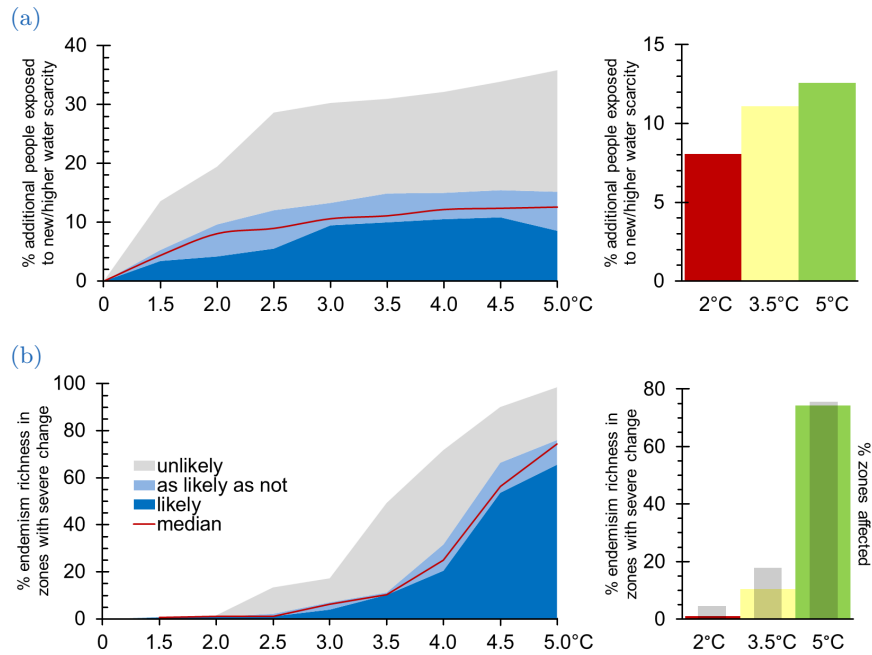 (a)
% additional people exposed
to new/higher water scarcity
40
30
20
10
0
0 1.5 2.0 2.5 3.0 3.5 4.0 4.5 5.0°C
% additional people exposed
to new/higher water scarcity
15
10
5
0
2°C 3.5°C 5°C
(b)
% endemism richness in
zones with severe change
100
80
60
40
20
0
unlikely
as likely as not
likely
median
0 1.5 2.0 2.5 3.0 3.5 4.0 4.5 5.0°C
% endemisim richness in
zones with severe change
80
60
40
20
0
% zones affected
2°C 3.5°C 5°C